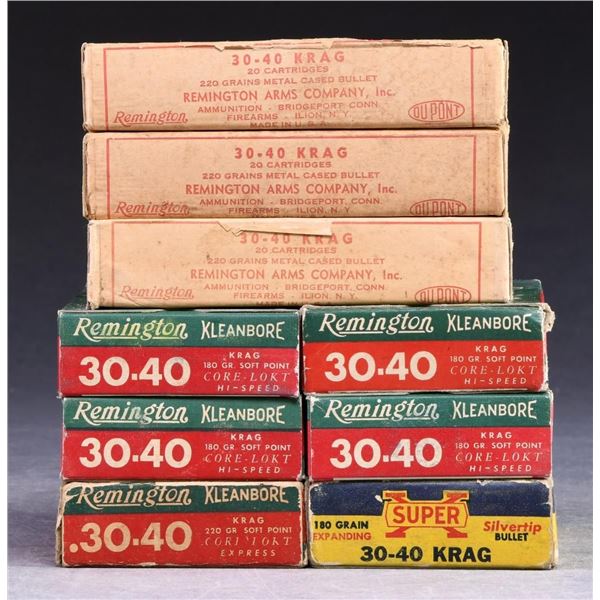 30-40 KRAG
20 CARTRIDGES
220 GRAINS METAL CASED BULLET
REMINGTON ARMS COMPANY, Inc.
Remington
AMMUNITION - BRIDGEPORT, CONN.
FIREARMS - ILION, N.Y.
MADE IN U.S.A.
DU PONT
30-40 KRAG
20 CARTRIDGES
220 GRAINS METAL CASED BULLET
REMINGTON ARMS COMPANY, Inc.
Remington
AMMUNITION - BRIDGEPORT, CONN.
FIREARMS - ILION, N.Y.
DU PONT
30-40 KRAG
20 CARTRIDGES
220 GRAINS METAL CASED BULLET
REMINGTON ARMS COMPANY, Inc.
Remington
AMMUNITION - BRIDGEPORT, CONN.
FIREARMS - ILION, N.Y.
DU PONT
Remington KLEANBORE
30-40
KRAG
180 GR. SOFT POINT
CORE-LOKT
HI-SPEED
Remington KLEANBORE
30-40
KRAG
180 GR. SOFT POINT
CORE-LOKT
HI-SPEED
Remington KLEANBORE
30-40
KRAG
180 GR. SOFT POINT
CORE-LOKT
HI-SPEED
Remington KLEANBORE
30-40
KRAG
180 GR. SOFT POINT
CORE-LOKT
HI-SPEED
Remington KLEANBORE
.30-40
KRAG
220 GR. SOFT POINT
CORE-LOKT
EXPRESS
180 GRAIN
EXPANDING
SUPER X
Silvertip
BULLET
30-40 KRAG